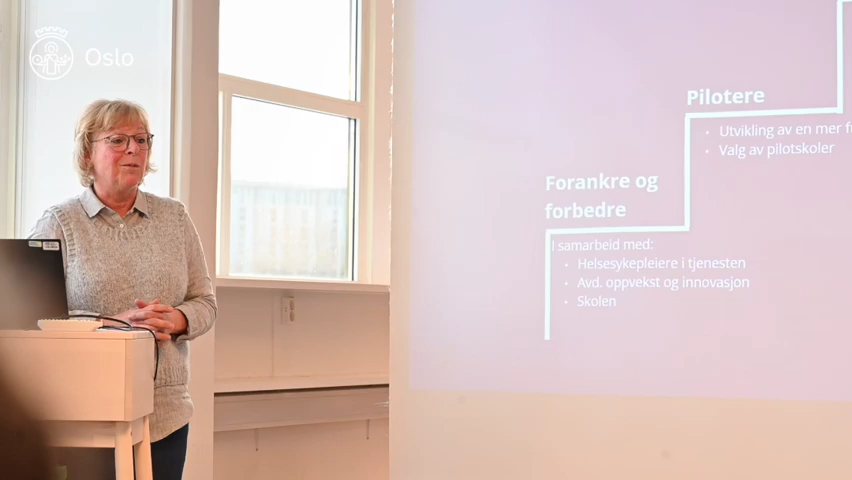 Oslo
Pilotere
Utvikling av en mer
Valg av pilotskoler
Forankre og
forbedre
I samarbeid med:
Helsesykepleiere i tjenesten
Avd. oppvekst og innovasjon
Skolen